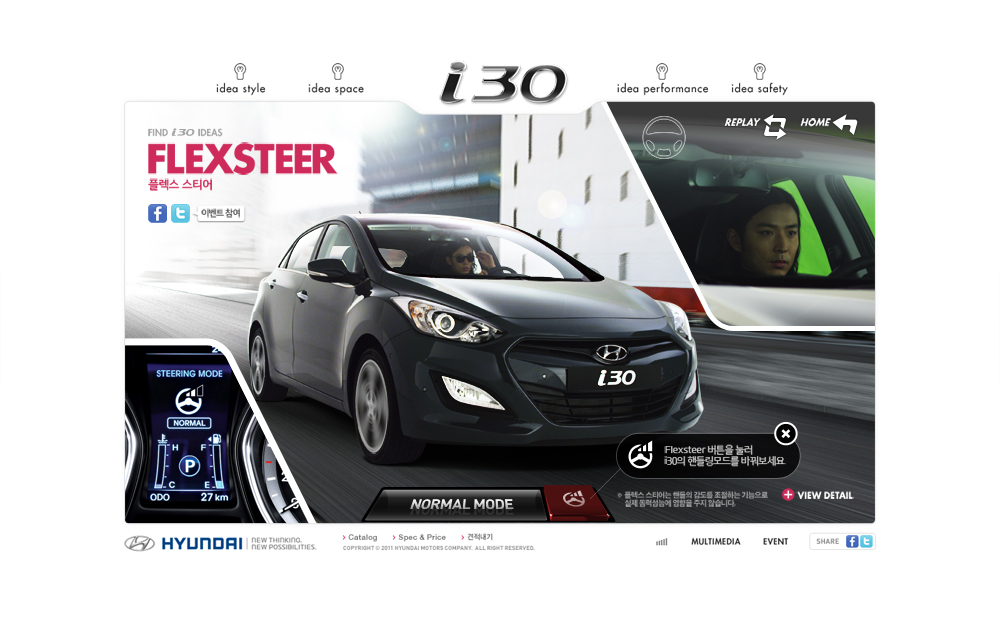 idea style
idea space
i30
idea performance
idea safety
FIND i30 IDEAS
FLEXSTEER
플렉스 스티어
이벤트 참여
REPLAY
HOME
STEERING MODE
NORMAL
H
F
P
C
E
ODO 27 km
i30
Flexsteer 버튼을 눌러
i30의 핸들링모드를 바꿔보세요.
NORMAL MODE
※ 플렉스 스티어는 핸들의 감도를 조절하는 기능으로
실제 동력성능에 영향을 주지 않습니다.
VIEW DETAIL
HYUNDAI
NEW THINKING.
NEW POSSIBILITIES.
Catalog
Spec & Price
견적내기
COPYRIGHT © 2011 HYUNDAI MOTORS COMPANY. ALL RIGHT RESERVED.
MULTIMEDIA
EVENT
SHARE